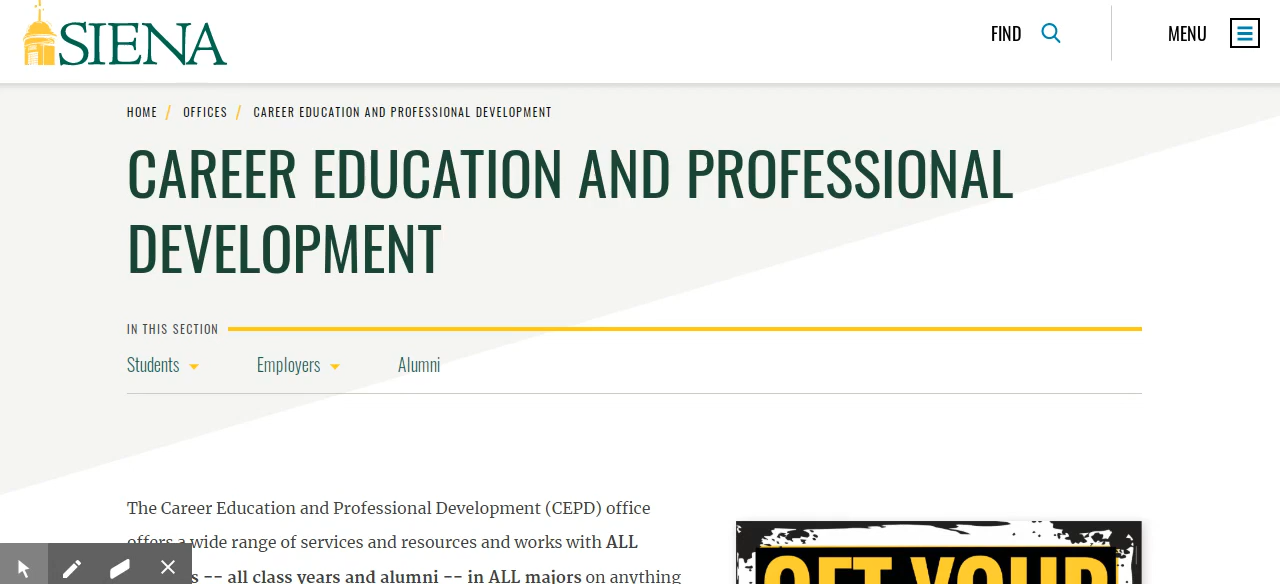 SIENA
FIND
MENU
HOME / OFFICES / CAREER EDUCATION AND PROFESSIONAL DEVELOPMENT
CAREER EDUCATION AND PROFESSIONAL
DEVELOPMENT
IN THIS SECTION
Students
Employers
Alumni
The Career Education and Professional Development (CEPD) office
offers a wide range of services and resources and works with ALL
-- all class years and alumni -- in ALL majors on anything
GET YOUR